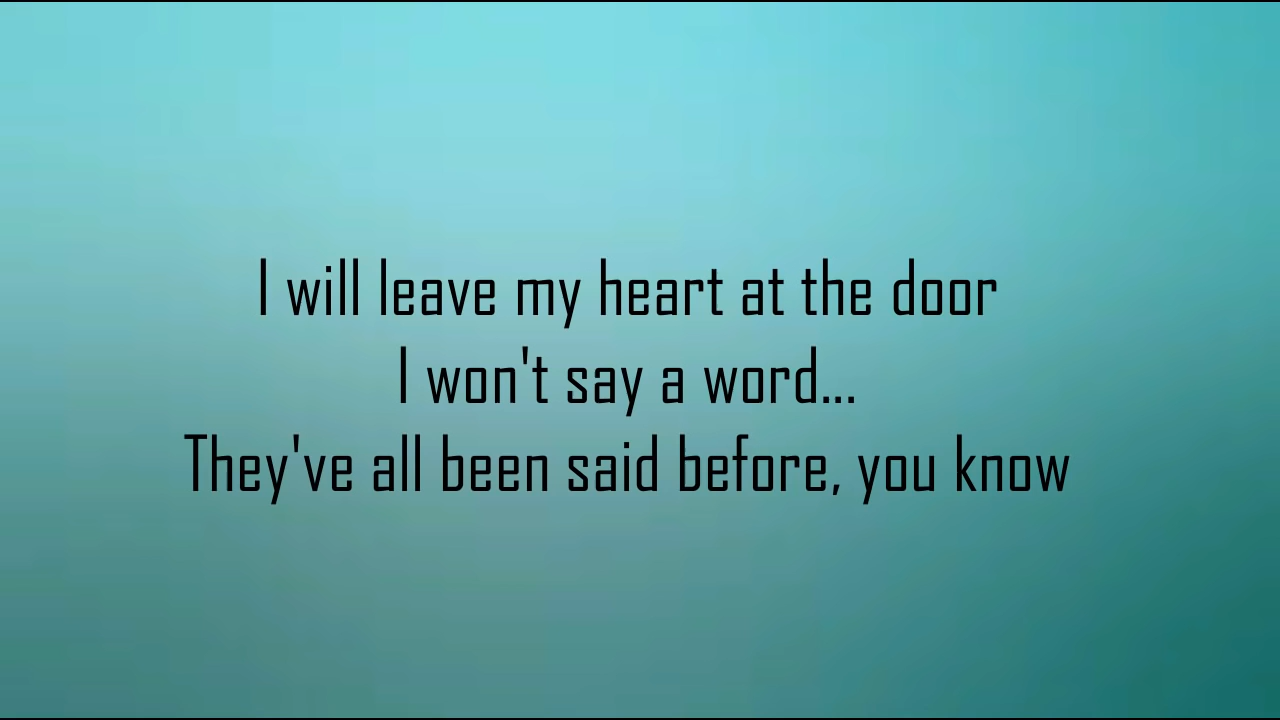 I will leave my heart at the door
I won't say a word...
They've all been said before, you know